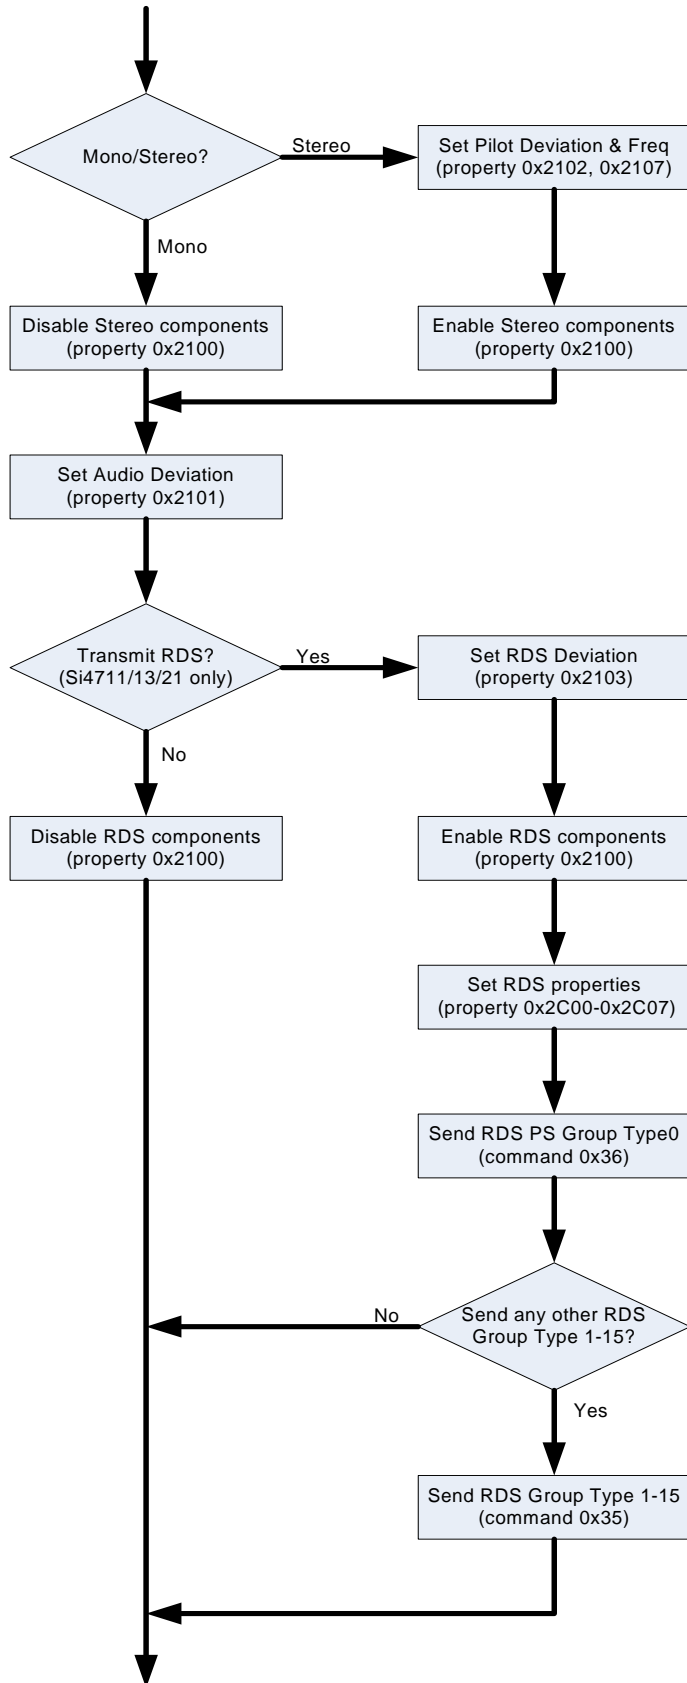 Mono/Stereo?
Stereo
Set Pilot Deviation & Freq
(property 0x2102, 0x2107)
Mono
Disable Stereo components
(property 0x2100)
Enable Stereo components
(property 0x2100)
Set Audio Deviation
(property 0x2101)
Transmit RDS?
(Si4711/13/21 only)
Yes
Set RDS Deviation
(property 0x2103)
No
Disable RDS components
(property 0x2100)
Enable RDS components
(property 0x2100)
Set RDS properties
(property 0x2C00-0x2C07)
Send RDS PS Group Type0
(command 0x36)
No
Send any other RDS
Group Type 1-15?
Yes
Send RDS Group Type 1-15
(command 0x35)